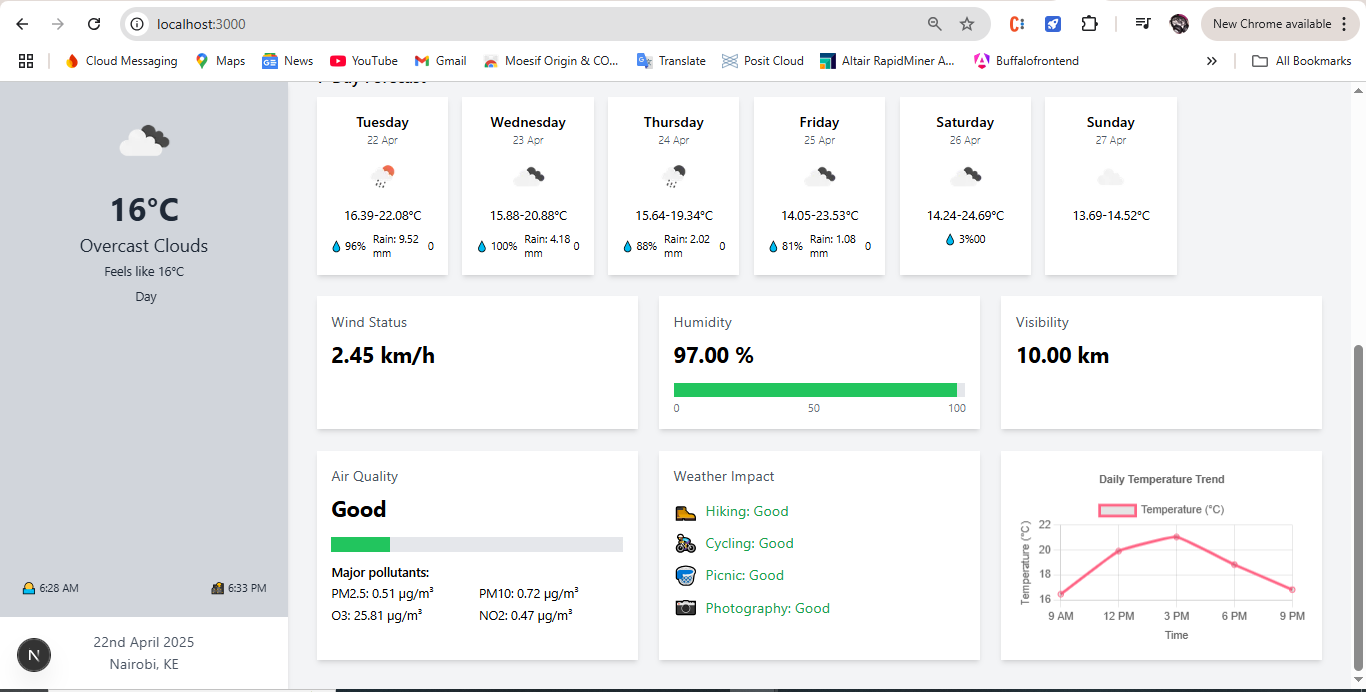 localhost:3000
New Chrome available
Cloud Messaging
Maps
News
YouTube
Gmail
Moesif Origin & CO...
Translate
Posit Cloud
Altair RapidMiner A...
Buffalofrontend
All Bookmarks
16°C
Overcast Clouds
Feels like 16°C
Day
6:28 AM
6:33 PM
N
22nd April 2025
Nairobi, KE
Day Forecast
Tuesday
22 Apr
16.39-22.08°C
96% Rain: 9.52 0
mm
Wednesday
23 Apr
15.88-20.88°C
100% Rain: 4.18 0
mm
Thursday
24 Apr
15.64-19.34°C
88% Rain: 2.02 0
mm
Friday
25 Apr
14.05-23.53°C
81% Rain: 1.08 0
mm
Saturday
26 Apr
14.24-24.69°C
3%00
Sunday
27 Apr
13.69-14.52°C
Wind Status
2.45 km/h
Humidity
97.00 %
0 50 100
Visibility
10.00 km
Air Quality
Good
Major pollutants:
PM2.5: 0.51 µg/m³ PM10: 0.72 µg/m³
O3: 25.81 µg/m³ NO2: 0.47 µg/m³
Weather Impact
Hiking: Good
Cycling: Good
Picnic: Good
Photography: Good
Daily Temperature Trend
Temperature (°C)
Temperature (°C)
22
20
18
16
9 AM 12 PM 3 PM 6 PM 9 PM
Time